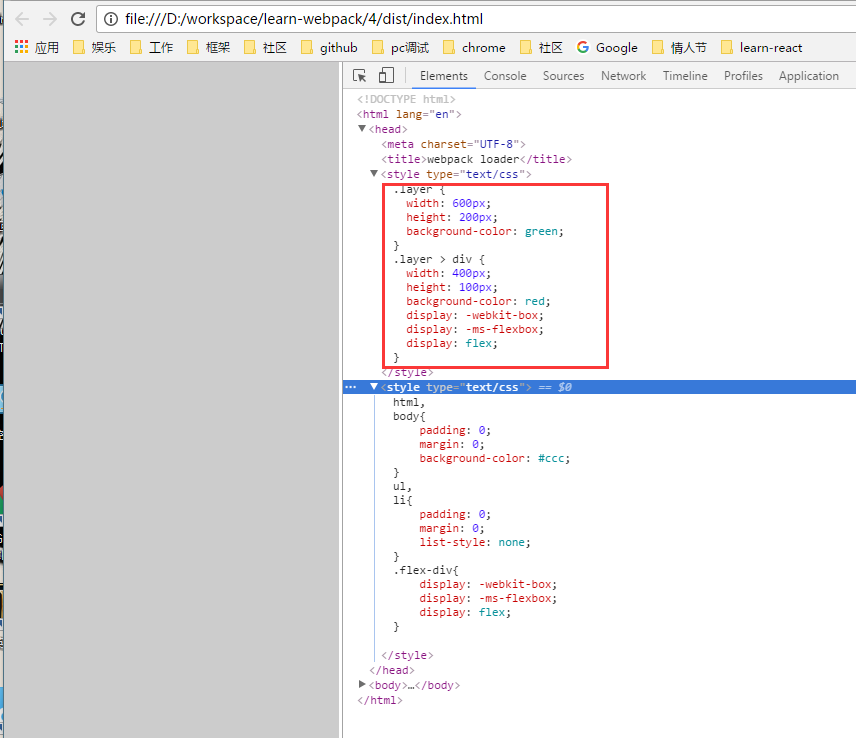 file:///D:/workspace/learn-webpack/4/dist/index.html
应用 娱乐 工作 框架 社区 github pc调试 chrome 社区 Google 情人节 learn-react
Elements Console Sources Network Timeline Profiles Application
<!DOCTYPE html>
<html lang="en">
<head>
<meta charset="UTF-8">
<title>webpack loader</title>
<style type="text/css">
.layer {
width: 600px;
height: 200px;
background-color: green;
}
.layer > div {
width: 400px;
height: 100px;
background-color: red;
display: -webkit-box;
display: -ms-flexbox;
display: flex;
}
</style>
<style type="text/css"> == $0
html,
body{
padding: 0;
margin: 0;
background-color: #ccc;
}
ul,
li{
padding: 0;
margin: 0;
list-style: none;
}
.flex-div{
display: -webkit-box;
display: -ms-flexbox;
display: flex;
}
</style>
</head>
<body>…</body>
</html>